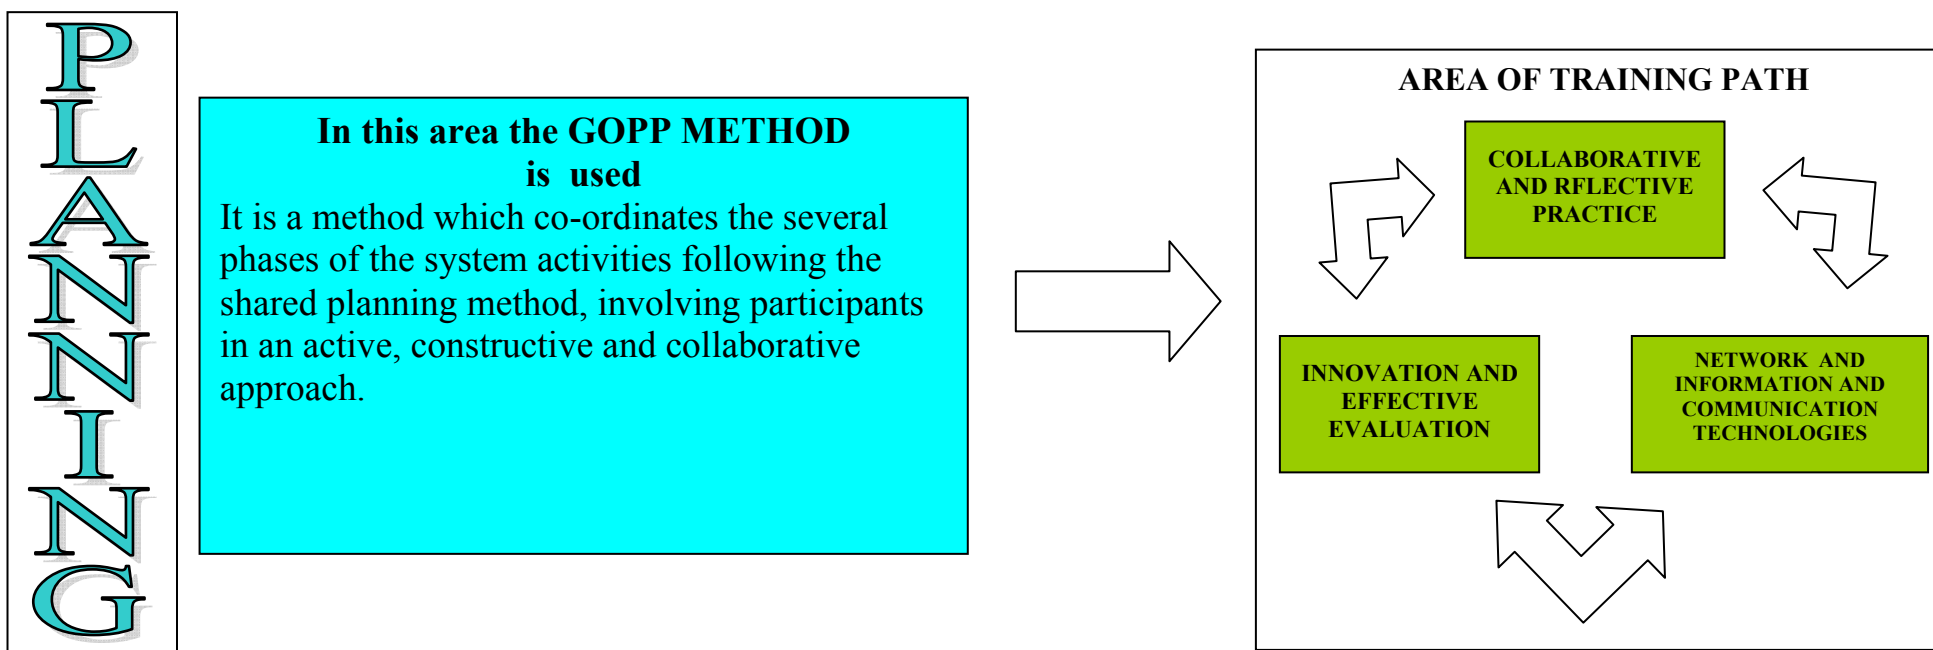 PLANNING
In this area the GOPP METHOD
is used
It is a method which co-ordinates the several
phases of the system activities following the
shared planning method, involving participants
in an active, constructive and collaborative
approach.
AREA OF TRAINING PATH
COLLABORATIVE
AND RFLECTIVE
PRACTICE
INNOVATION AND
EFFECTIVE
EVALUATION
NETWORK AND
INFORMATION AND
COMMUNICATION
TECHNOLOGIES